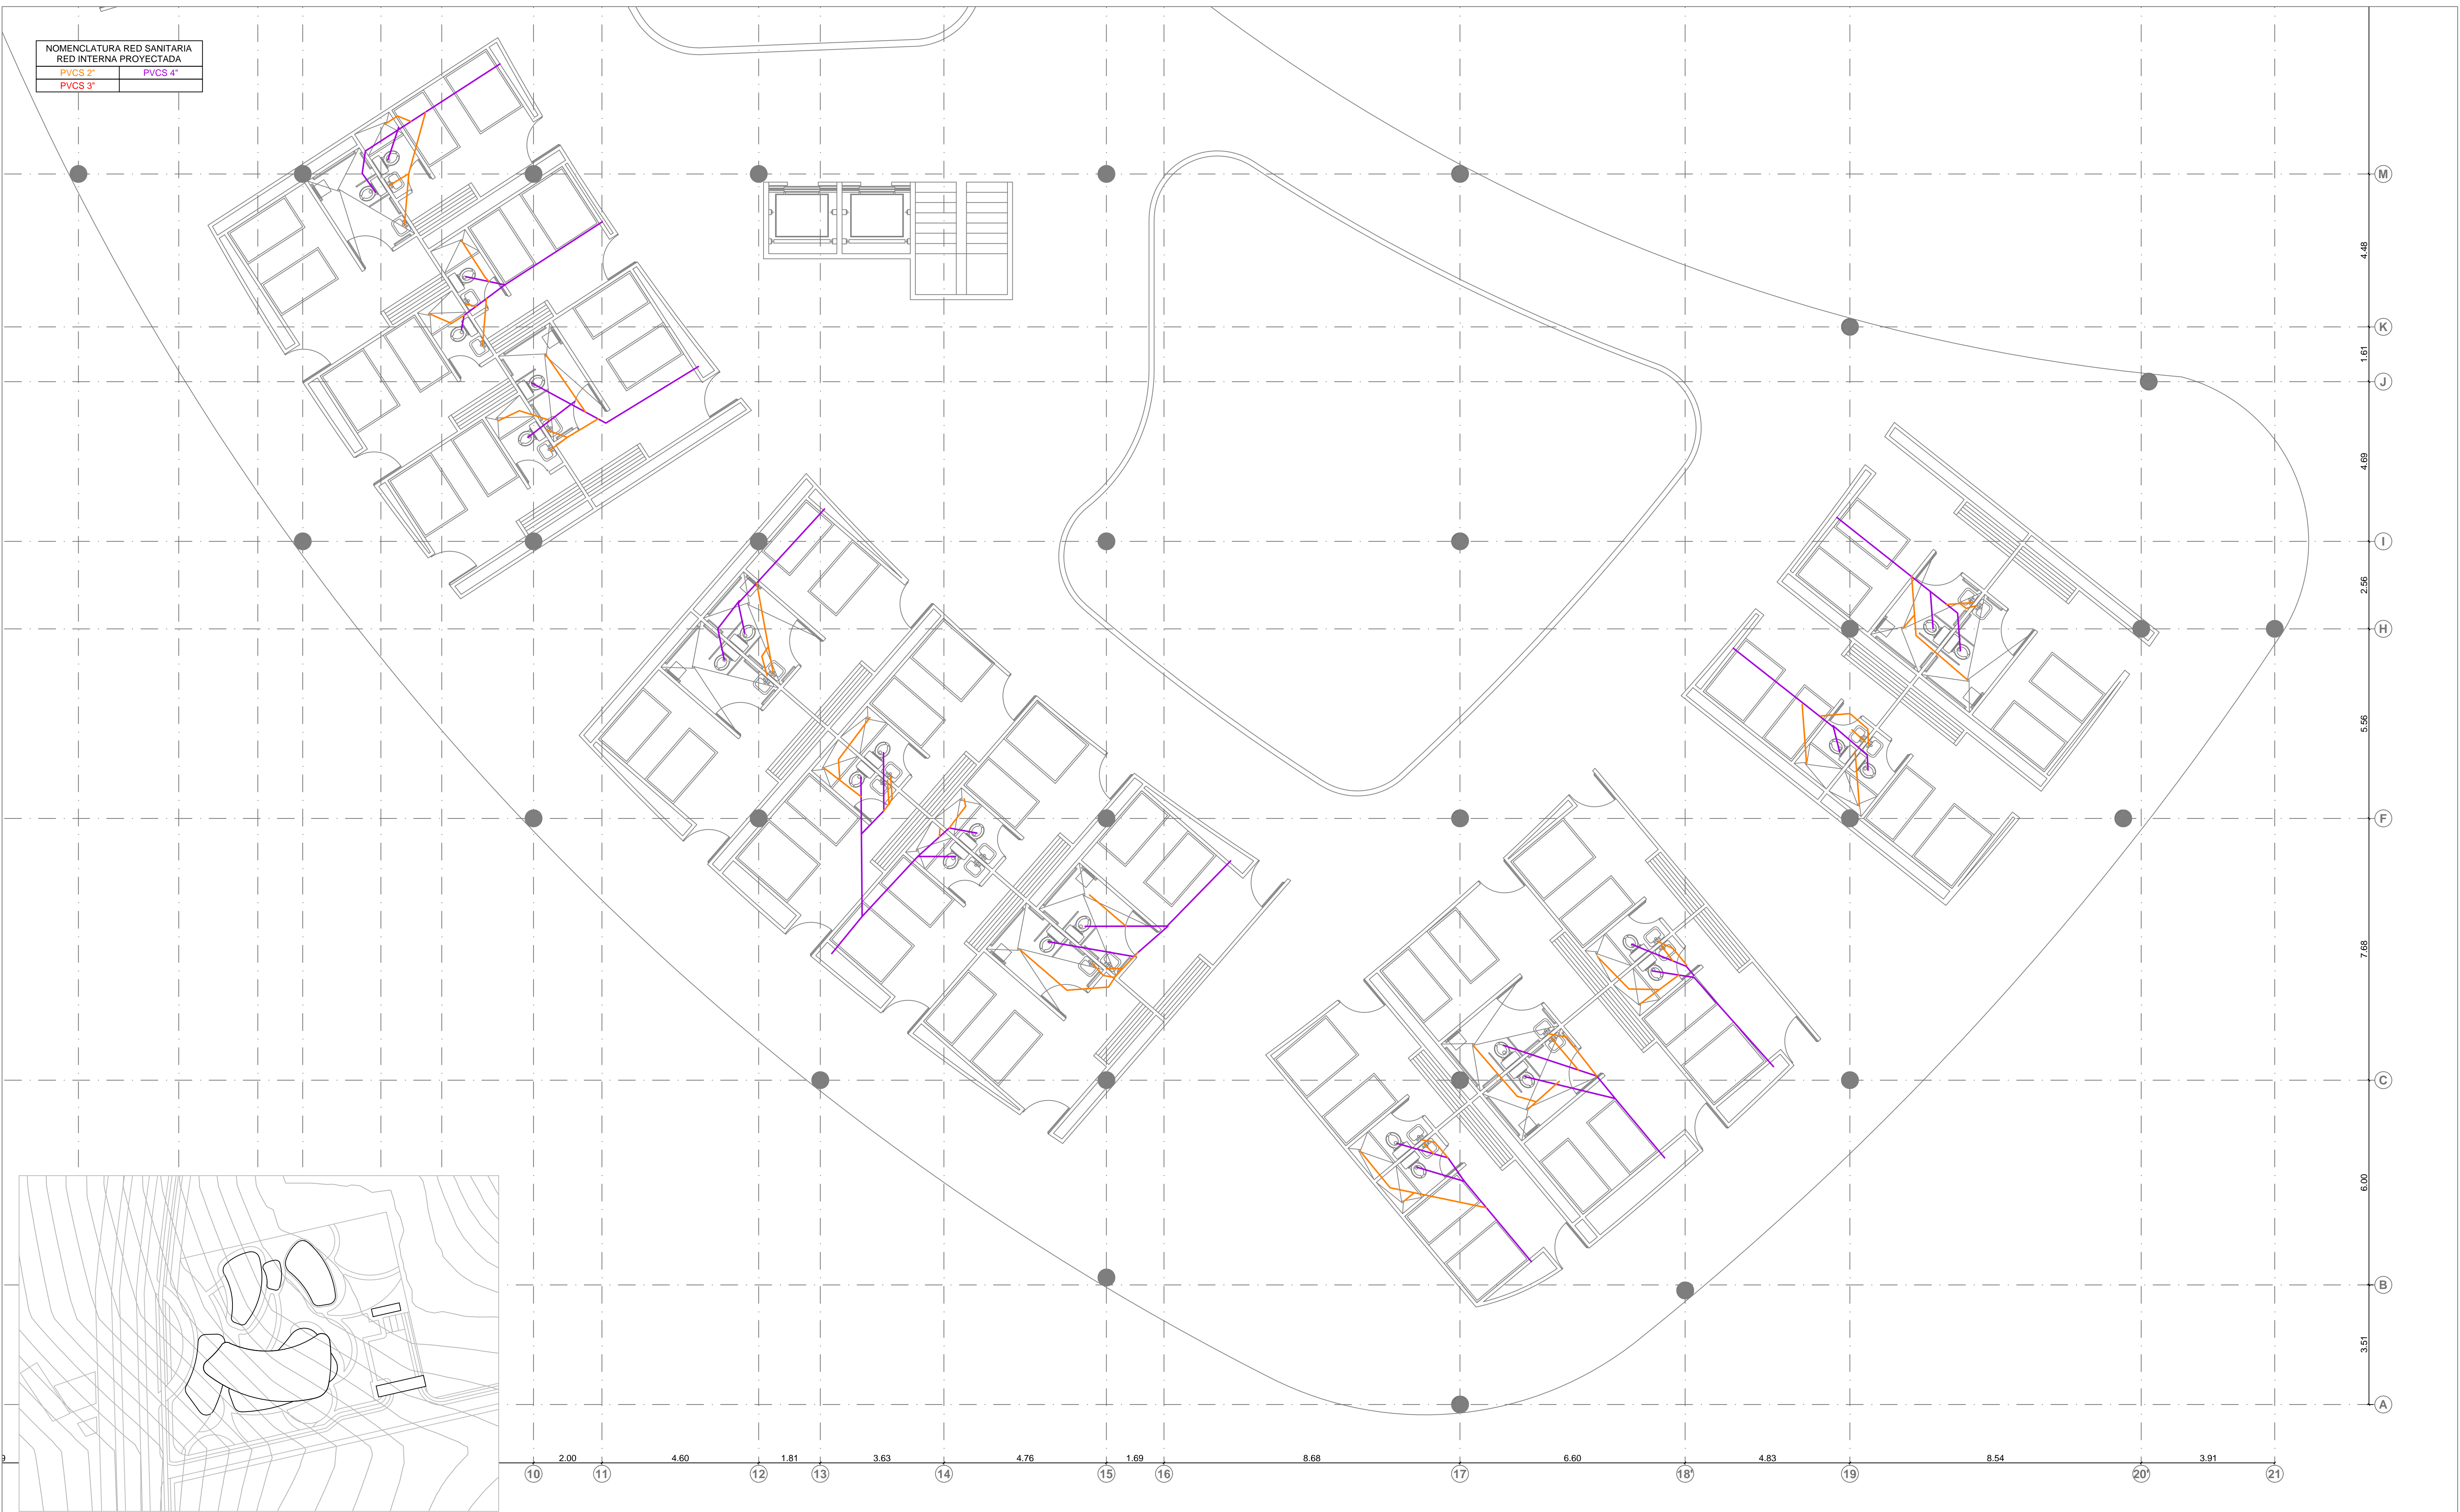 NOMENCLATURA RED SANITARIA
RED INTERNA PROYECTADA
PVCS 2" PVCS 4"
PVCS 3"
M
4.48
K
1.61
J
4.69
I
2.56
H
5.56
F
7.68
C
6.00
B
3.51
A
9 2.00 4.60 1.81 3.63 4.76 1.69 8.68 6.60 4.83 8.54 3.91
10 11 12 13 14 15 16 17 18' 19 20' 21